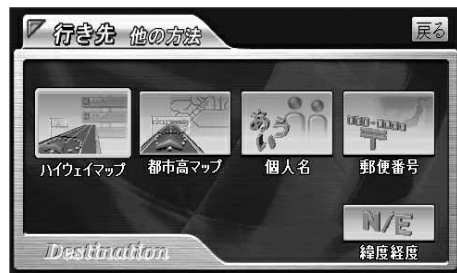 行き先 他の方法
戻る
あいう
ハイウェイマップ
都市高マップ
個人名
郵便番号
N/E
緯度経度
Destination